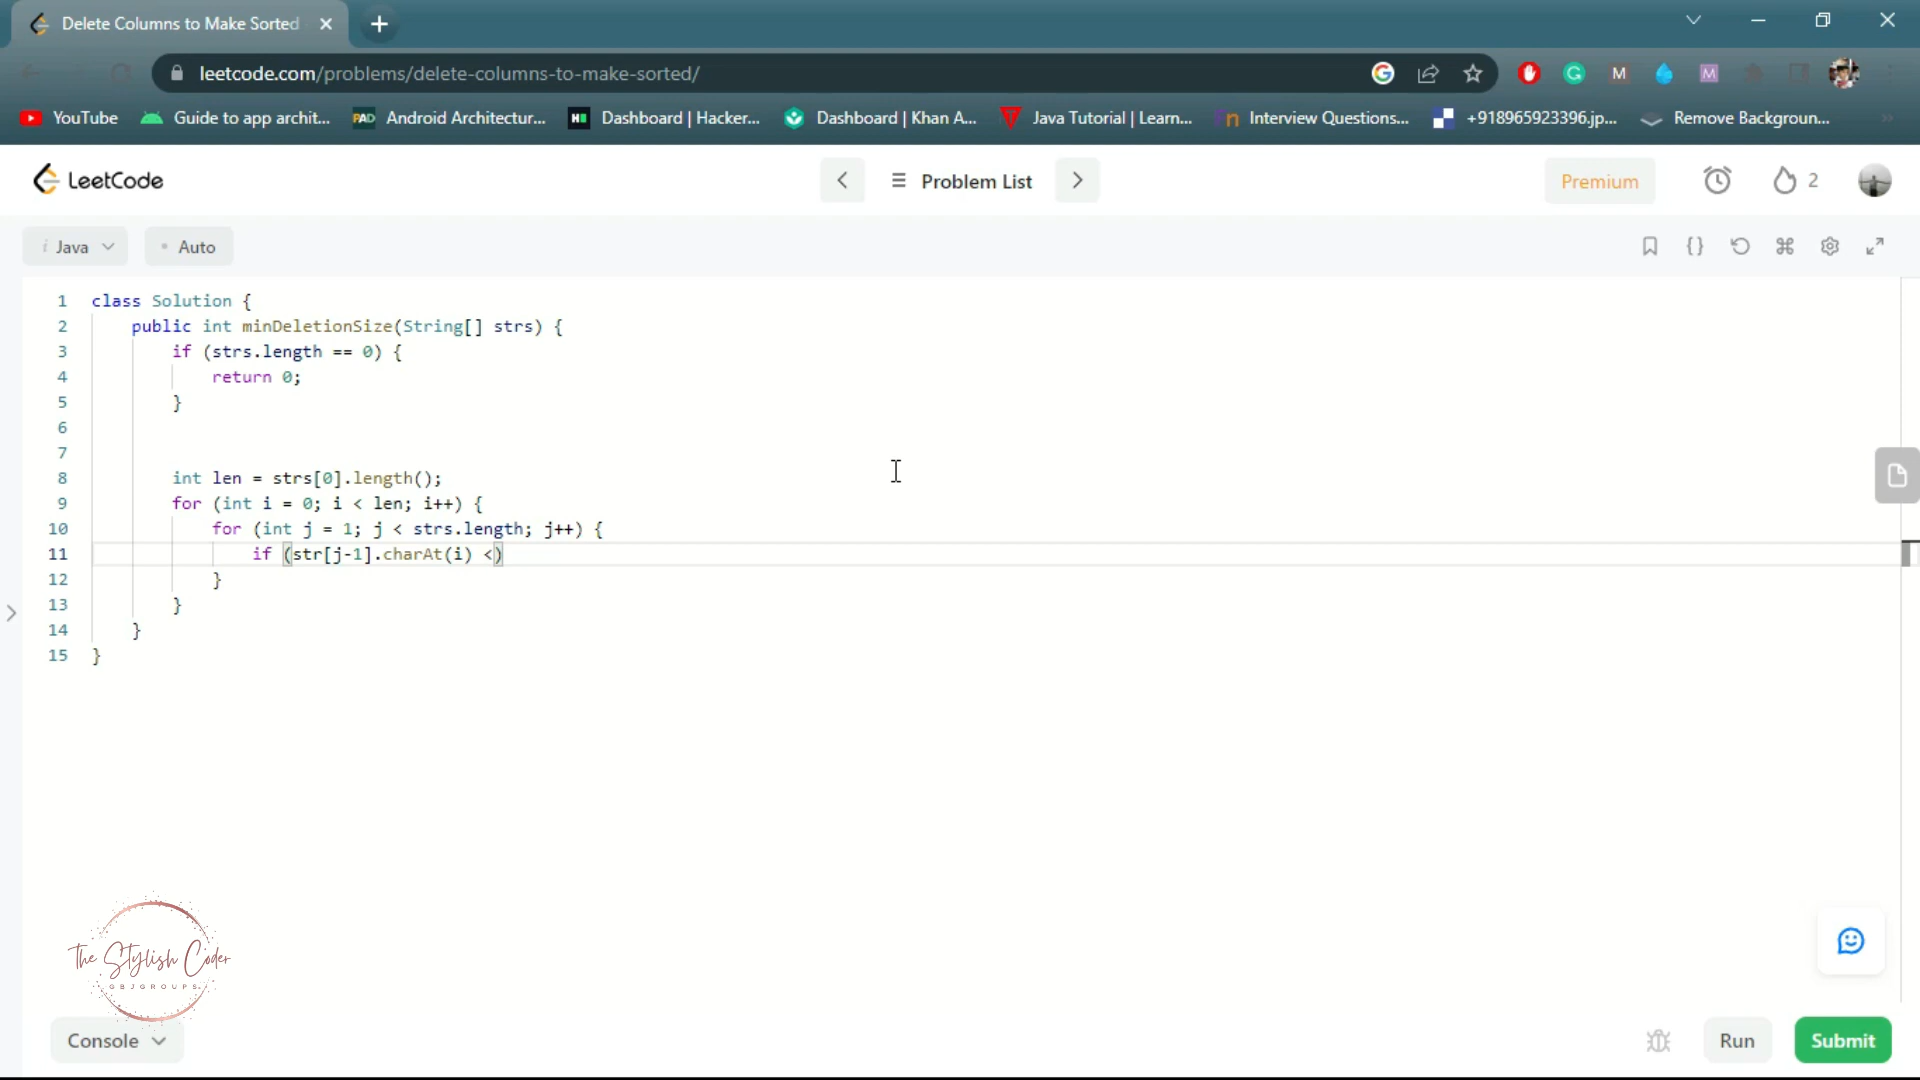 Delete Columns to Make Sorted
leetcode.com/problems/delete-columns-to-make-sorted/
YouTube Guide to app archit... PAD Android Architectur... Dashboard | Hacker... Dashboard | Khan A... Java Tutorial | Learn... Interview Questions... +918965923396.jp... Remove Backgroun...
LeetCode Problem List Premium 2
i Java Auto
1 class Solution {
2 public int minDeletionSize(String[] strs) {
3 if (strs.length == 0) {
4 return 0;
5 }
6
7
8 int len = strs[0].length();
9 for (int i = 0; i < len; i++) {
10 for (int j = 1; j < strs.length; j++) {
11 if (str[j-1].charAt(i) <)
12 }
13 }
14 }
15 }
The Stylish Coder
GBJGROUPS
Console Run Submit